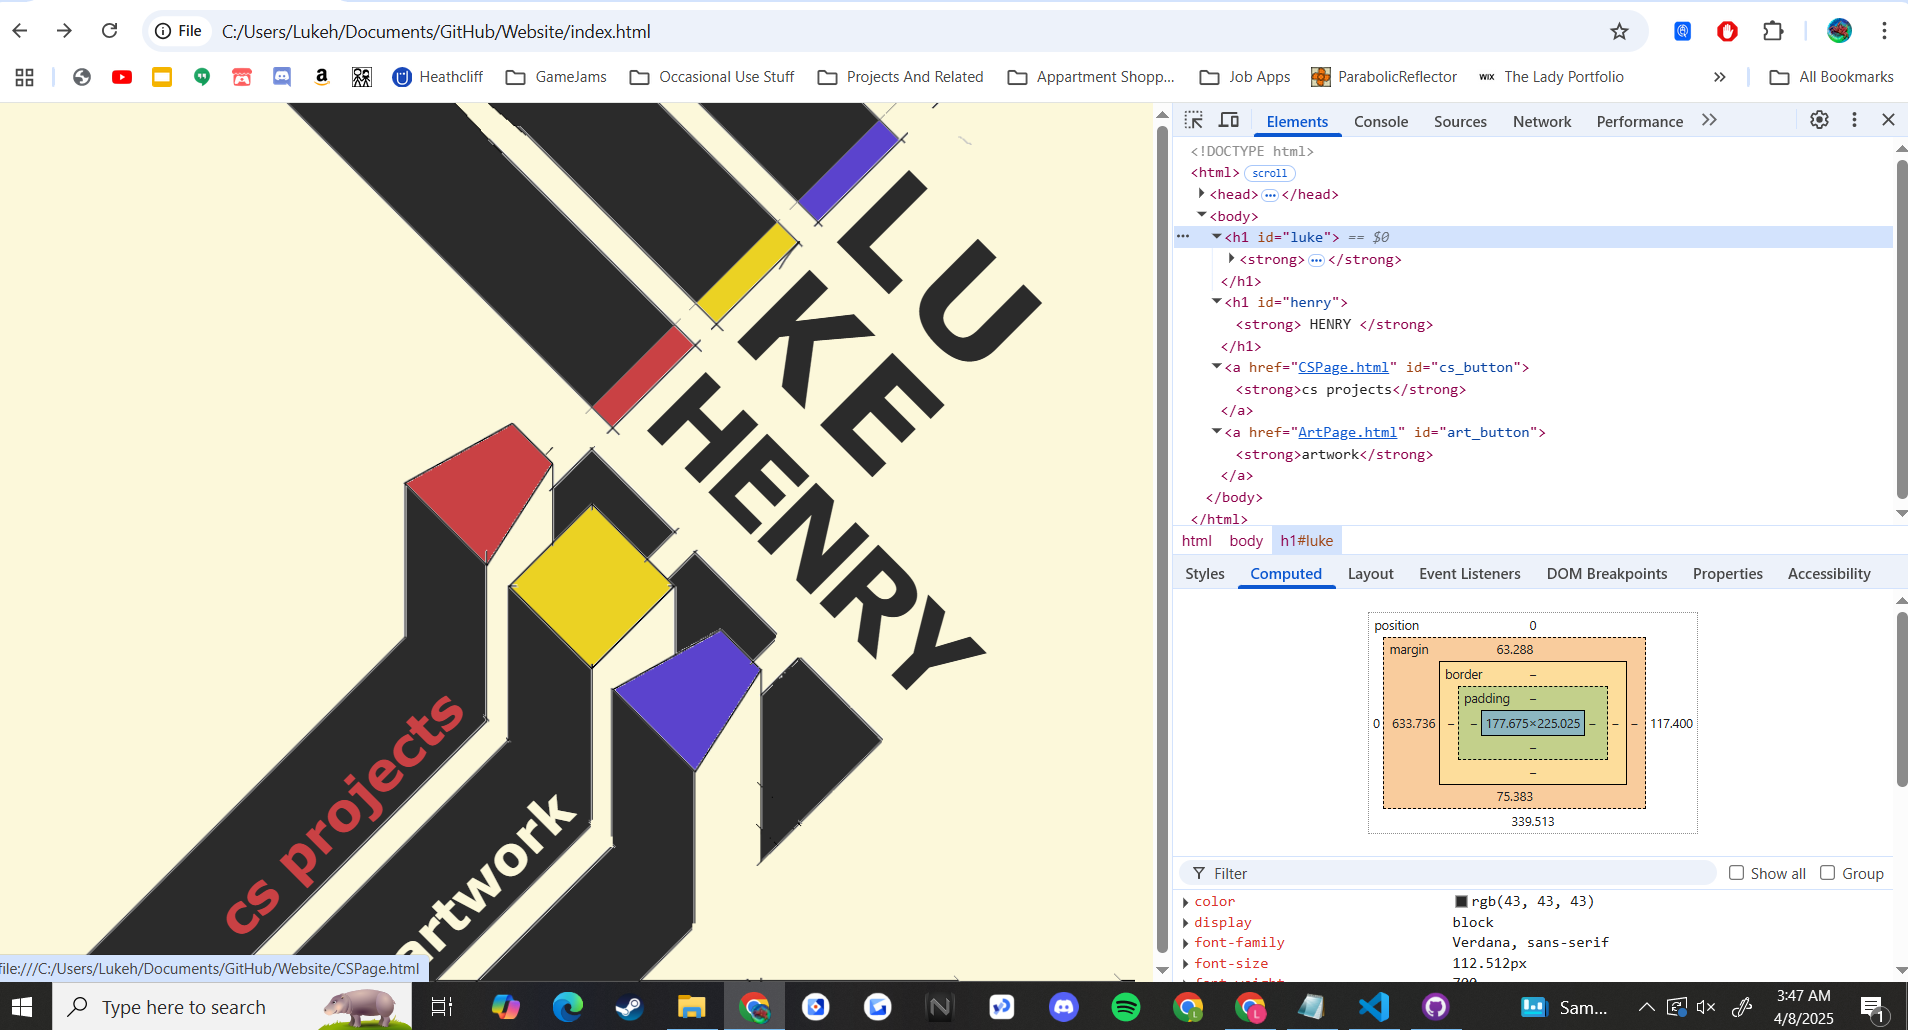 File C:/Users/Lukeh/Documents/GitHub/Website/index.html
Heathcliff GameJams Occasional Use Stuff Projects And Related Appartment Shopp... Job Apps ParabolicReflector WIX The Lady Portfolio » All Bookmarks
LU
KE
HENRY
cs projects
artwork
file:///C:/Users/Lukeh/Documents/GitHub/Website/CSPage.html
Elements Console Sources Network Performance »
<!DOCTYPE html>
<html> scroll
<head> ••• </head>
<body>
••• <h1 id="luke"> == $0
<strong> ••• </strong>
</h1>
<h1 id="henry">
<strong> HENRY </strong>
</h1>
<a href="CSPage.html" id="cs_button">
<strong>cs projects</strong>
</a>
<a href="ArtPage.html" id="art_button">
<strong>artwork</strong>
</a>
</body>
</html>
html body h1#luke
Styles Computed Layout Event Listeners DOM Breakpoints Properties Accessibility
position 0
margin 63.288
border –
padding –
0 633.736 – – 177.675×225.025 – – – 117.400
–
–
75.383
339.513
Filter Show all Group
color rgb(43, 43, 43)
display block
font-family Verdana, sans-serif
font-size 112.512px
Type here to search Sam... 3:47 AM
4/8/2025 1